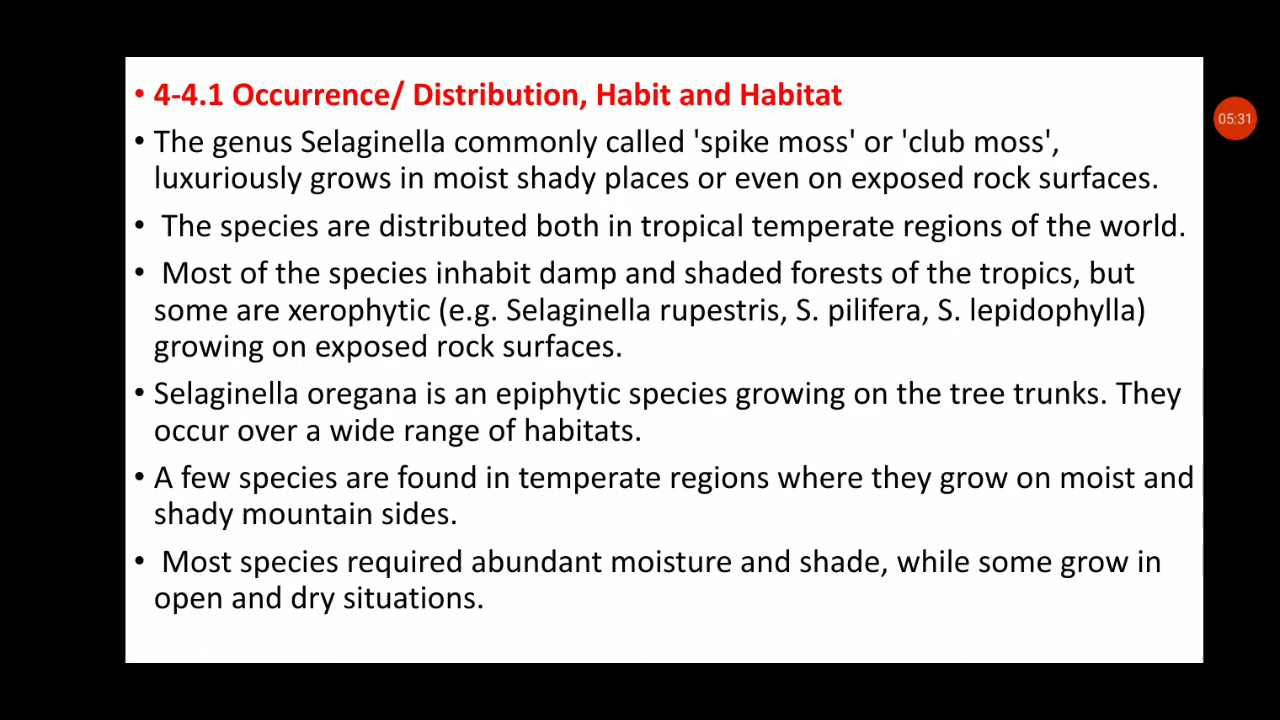 • 4-4.1 Occurrence/ Distribution, Habit and Habitat
• The genus Selaginella commonly called 'spike moss' or 'club moss',
luxuriously grows in moist shady places or even on exposed rock surfaces.
• The species are distributed both in tropical temperate regions of the world.
• Most of the species inhabit damp and shaded forests of the tropics, but
some are xerophytic (e.g. Selaginella rupestris, S. pilifera, S. lepidophylla)
growing on exposed rock surfaces.
• Selaginella oregana is an epiphytic species growing on the tree trunks. They
occur over a wide range of habitats.
• A few species are found in temperate regions where they grow on moist and
shady mountain sides.
• Most species required abundant moisture and shade, while some grow in
open and dry situations.
05:31